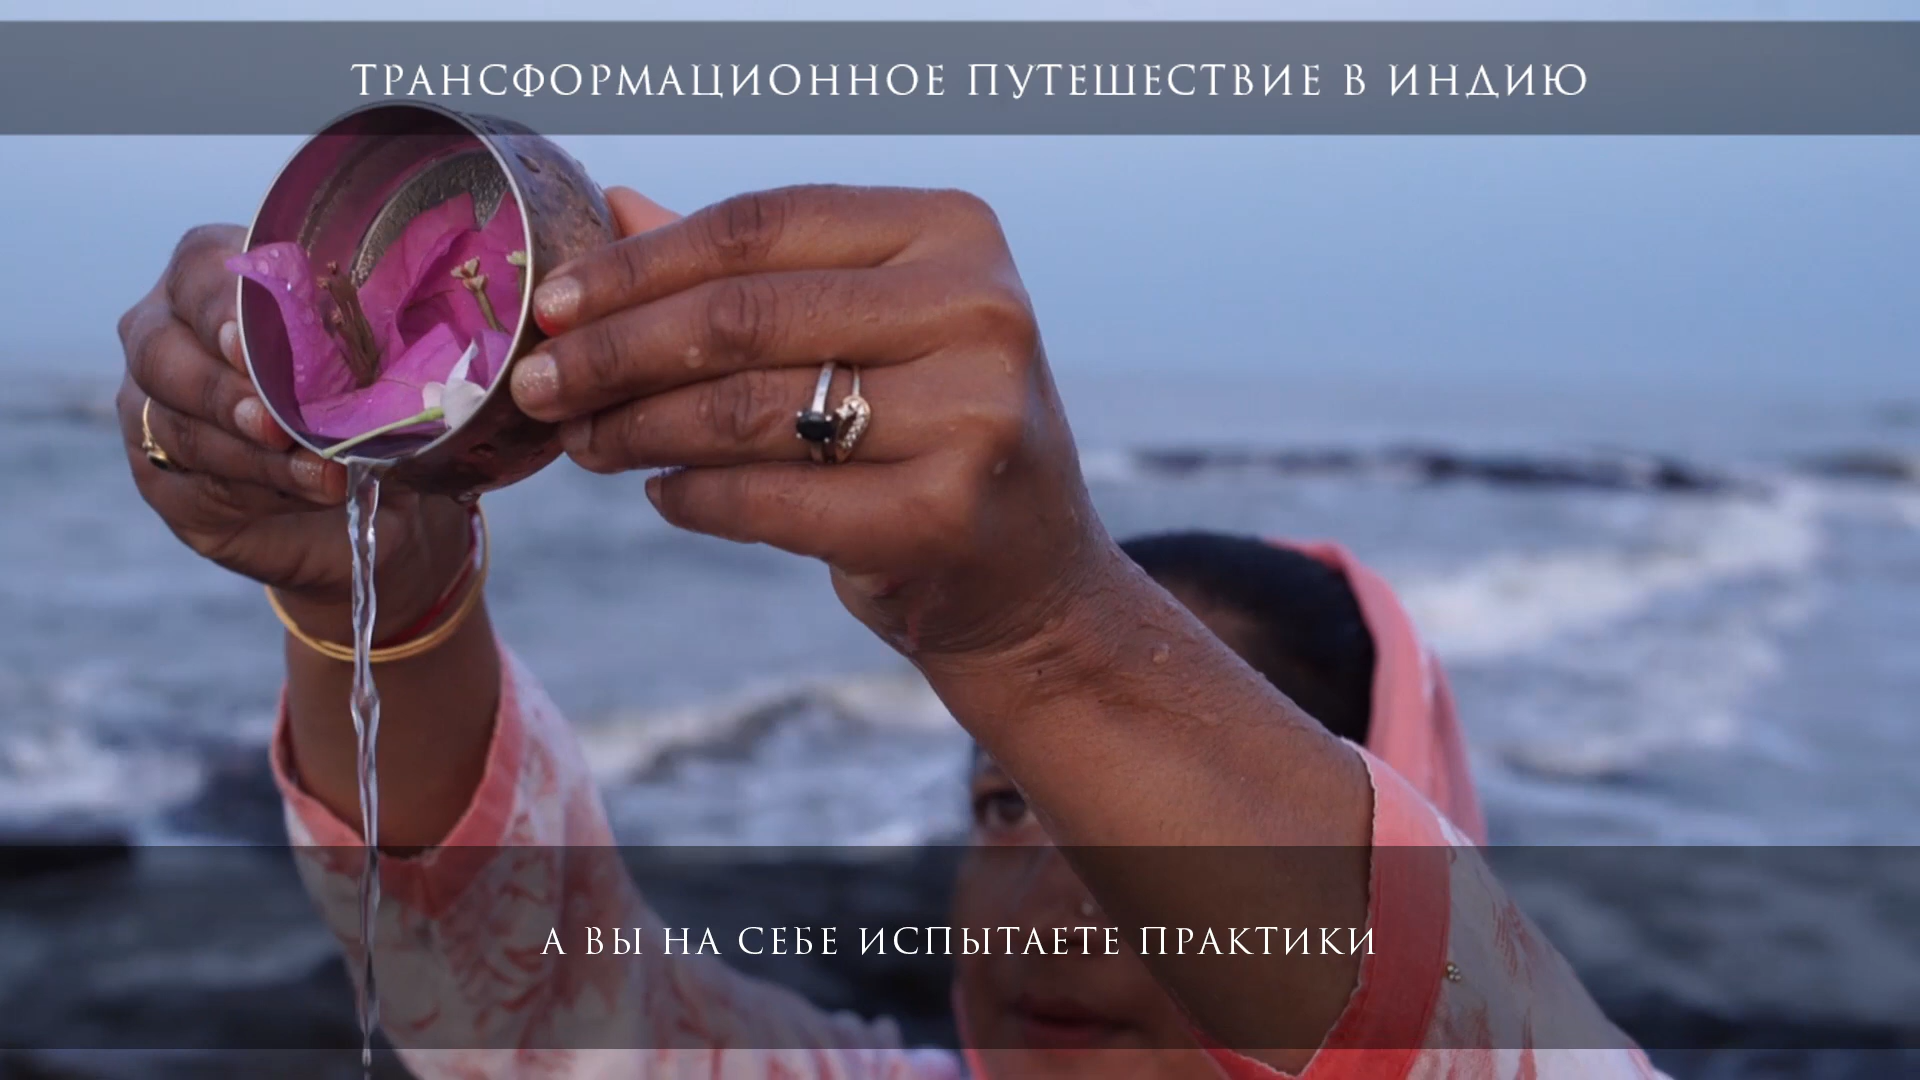 ТРАНСФОРМАЦИОННОЕ ПУТЕШЕСТВИЕ В ИНДИЮ
А ВЫ НА СЕБЕ ИСПЫТАЕТЕ ПРАКТИКИ